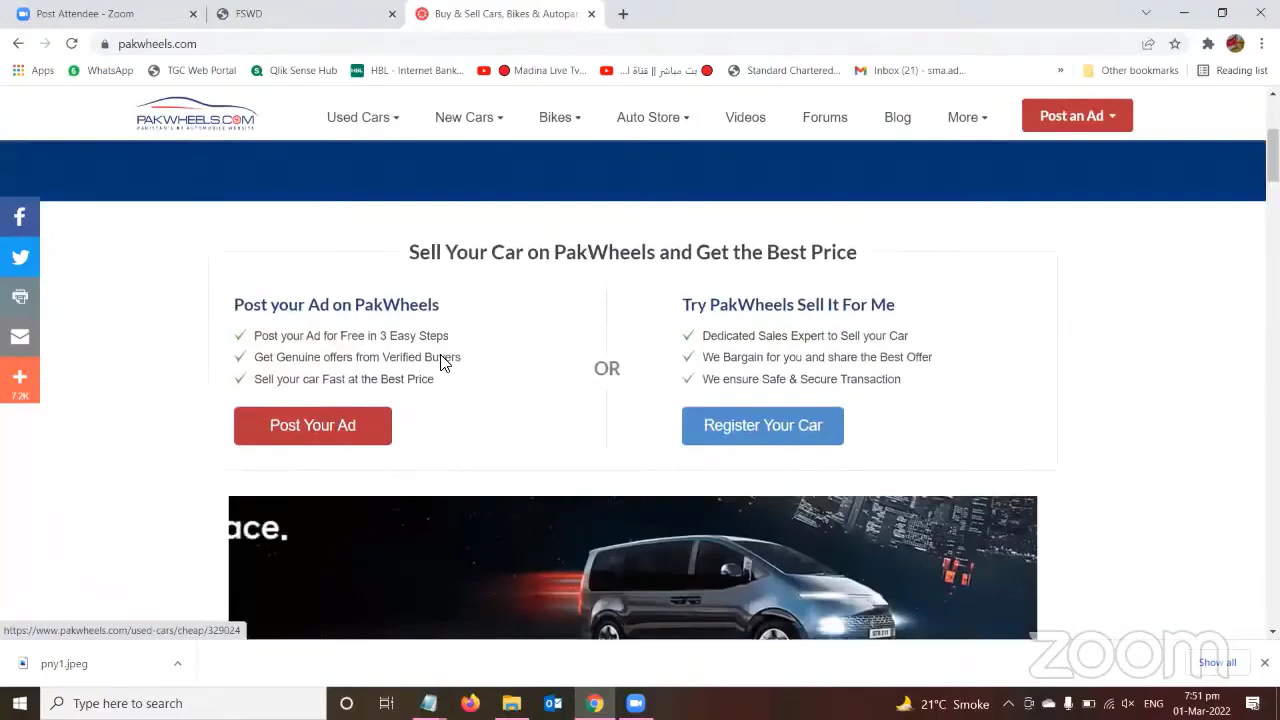 Post Attendee - Zoom
FSWD
Buy & Sell Cars, Bikes & Autopar
pakwheels.com
Apps
WhatsApp
TGC Web Portal
Qlik Sense Hub
HBL - Internet Bank...
Madina Live Tv...
بت مباشر || قناة ا...
Standard Chartered...
Inbox (21) - sma.ad...
»
Other bookmarks
Reading list
PAKWHEELS.COM
PAKISTAN'S #1 AUTOMOBILE WEBSITE
Used Cars
New Cars
Bikes
Auto Store
Videos
Forums
Blog
More
Post an Ad
7.2K
Sell Your Car on PakWheels and Get the Best Price
Post your Ad on PakWheels
Post your Ad for Free in 3 Easy Steps
Get Genuine offers from Verified Buyers
Sell your car Fast at the Best Price
Post Your Ad
OR
Try PakWheels Sell It For Me
Dedicated Sales Expert to Sell your Car
We Bargain for you and share the Best Offer
We ensure Safe & Secure Transaction
Register Your Car
ace.
https://www.pakwheels.com/used-cars/cheap/329024
pny1.jpeg
zoom
Show all
Type here to search
21°C Smoke
ENG
7:51 pm
01-Mar-2022